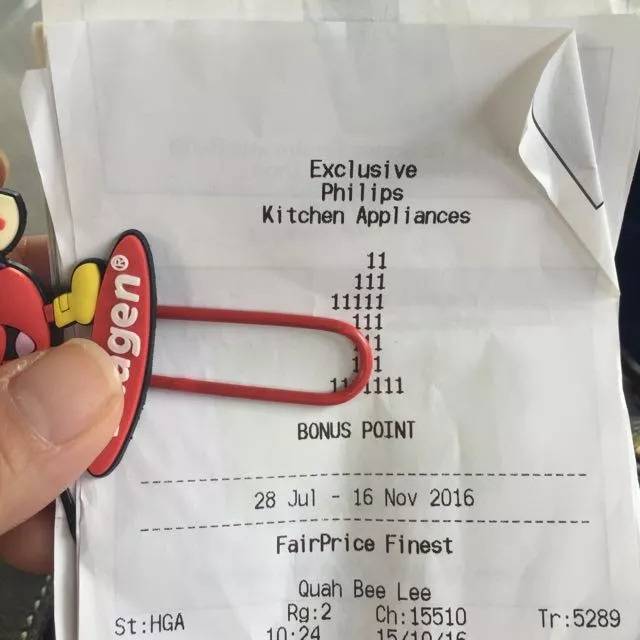 Exclusive
Philips
Kitchen Appliances
11
111
11111
111
BONUS POINT
28 Jul - 16 Nov 2016
FairPrice Finest
Quah Bee Lee
St:HGA Rg:2 Ch:15510 Tr:5289
10:24 15/10/16